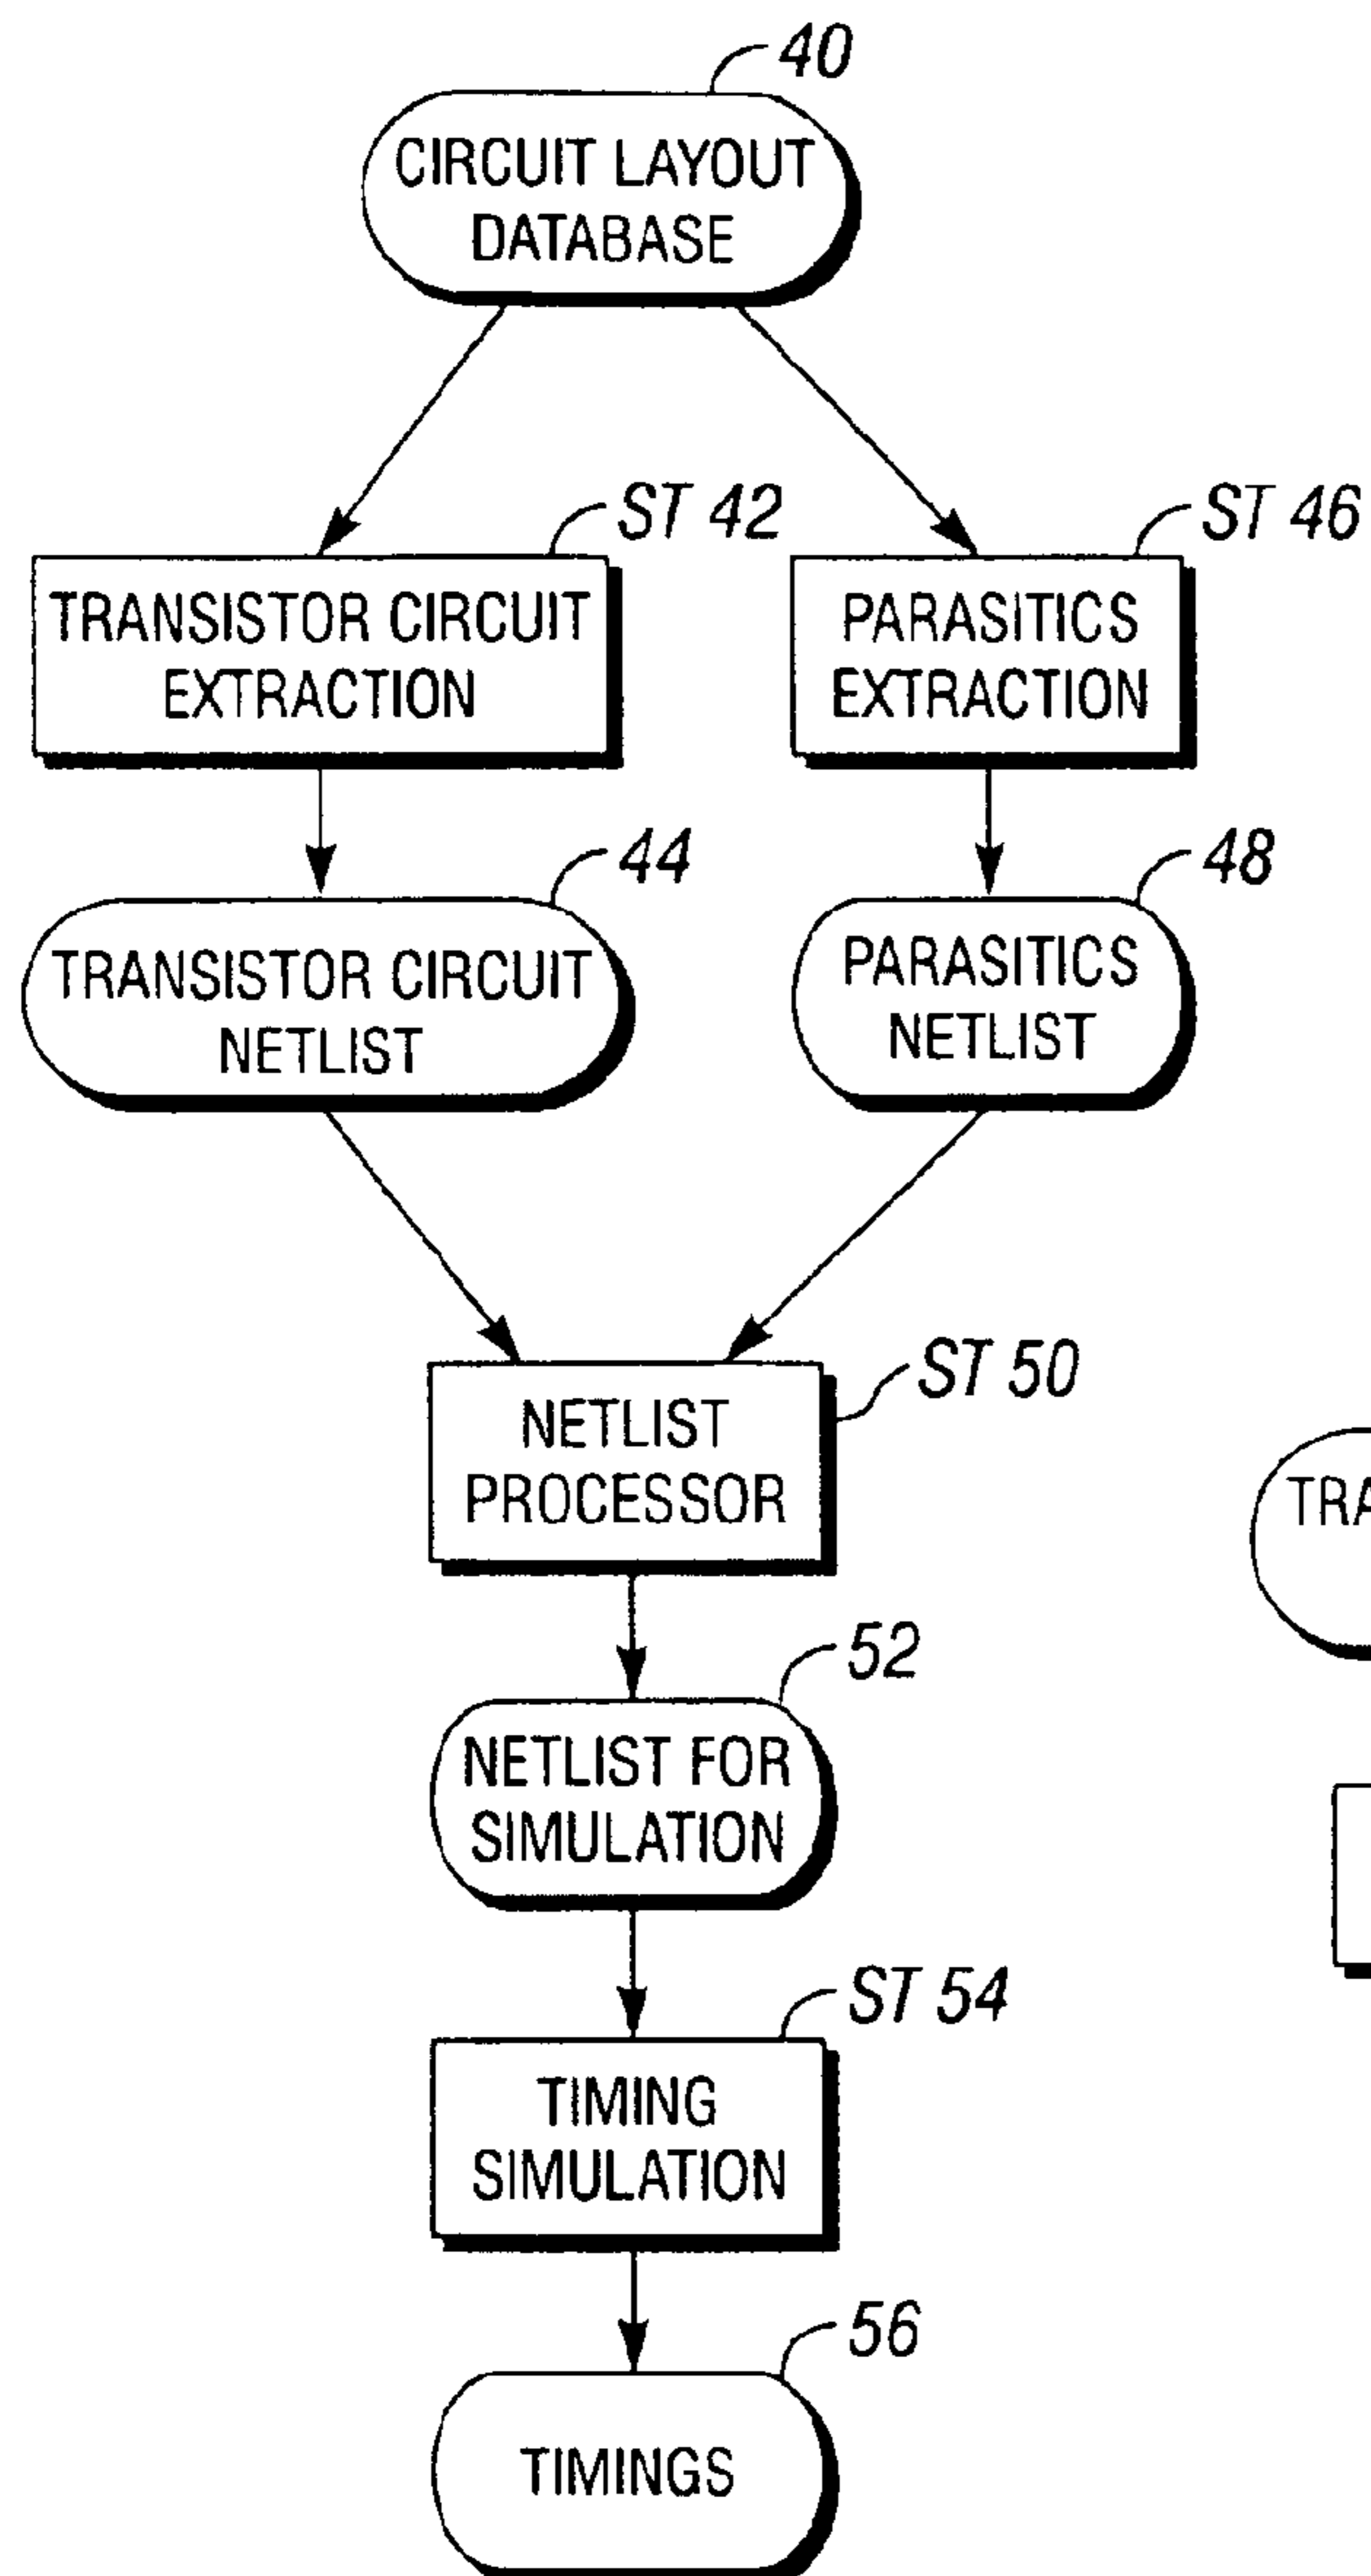 40
CIRCUIT LAYOUT
DATABASE
ST 42
ST 46
TRANSISTOR CIRCUIT
EXTRACTION
PARASITICS
EXTRACTION
44
48
TRANSISTOR CIRCUIT
NETLIST
PARASITICS
NETLIST
ST 50
NETLIST
PROCESSOR
TRA
52
NETLIST FOR
SIMULATION
ST 54
TIMING
SIMULATION
56
TIMINGS